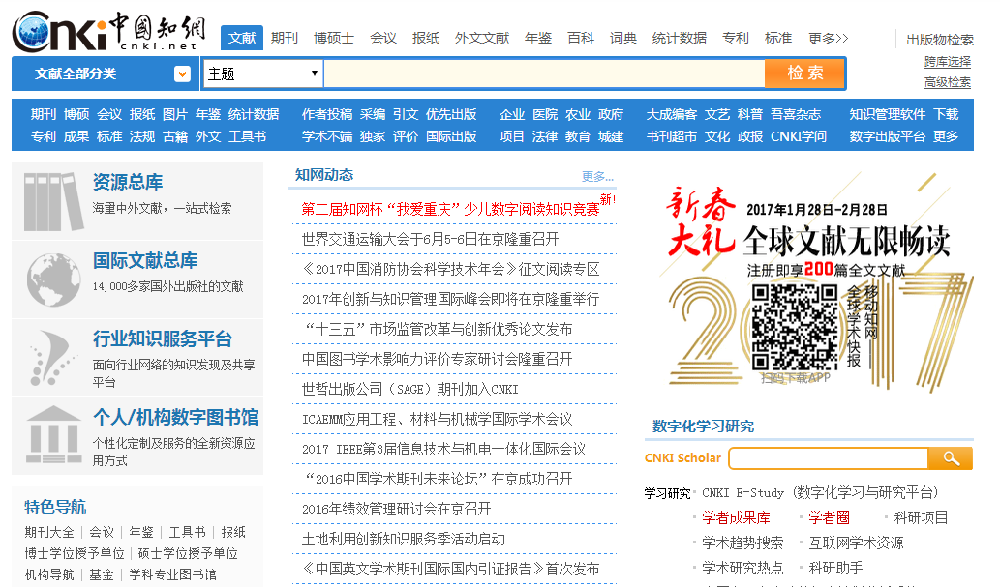 Cnki中国知网
cnki.net
文献 期刊 博硕士 会议 报纸 外文文献 年鉴 百科 词典 统计数据 专利 标准 更多>>
出版物检索
文献全部分类 主题 检索
跨库选择
高级检索
期刊 博硕 会议 报纸 图片 年鉴 统计数据 作者投稿 采编 引文 优先出版 企业 医院 农业 政府 大成编客 文艺 科普 吾喜杂志 知识管理软件 下载
专利 成果 标准 法规 古籍 外文 工具书 学术不端 独家 评价 国际出版 项目 法律 教育 城建 书刊超市 文化 政报 CNKI学问 数字出版平台 更多
资源总库
海量中外文献，一站式检索
国际文献总库
14,000多家国外出版社的文献
行业知识服务平台
面向行业网络的知识发现及共享
平台
个人/机构数字图书馆
个性化定制及服务的全新资源应
用方式
特色导航
期刊大全 | 会议 | 年鉴 | 工具书 | 报纸
博士学位授予单位 | 硕士学位授予单位
机构导航 | 基金 | 学科专业图书馆
知网动态 更多...
第二届知网杯“我爱重庆”少儿数字阅读知识竞赛 新!
世界交通运输大会于6月5-6日在京隆重召开
《2017中国消防协会科学技术年会》征文阅读专区
2017年创新与知识管理国际峰会即将在京隆重举行
“十三五”市场监管改革与创新优秀论文发布
中国图书学术影响力评价专家研讨会隆重召开
世哲出版公司（SAGE）期刊加入CNKI
ICAEMM应用工程、材料与机械学国际学术会议
2017 IEEE第3届信息技术与机电一体化国际会议
“2016中国学术期刊未来论坛”在京成功召开
2016年绩效管理研讨会在京召开
土地利用创新知识服务季活动启动
《中国英文学术期刊国际国内引证报告》首次发布
新春
大礼
2017年1月28日-2月28日
全球文献无限畅读
注册即享200篇全文文献
2017
移动知网
全球学术快报
扫码下载APP
数字化学习研究
CNKI Scholar
学习研究 CNKI E-Study (数字化学习与研究平台)
学者成果库 学者圈 科研项目
学术趋势搜索 互联网学术资源
学术研究热点 科研助手